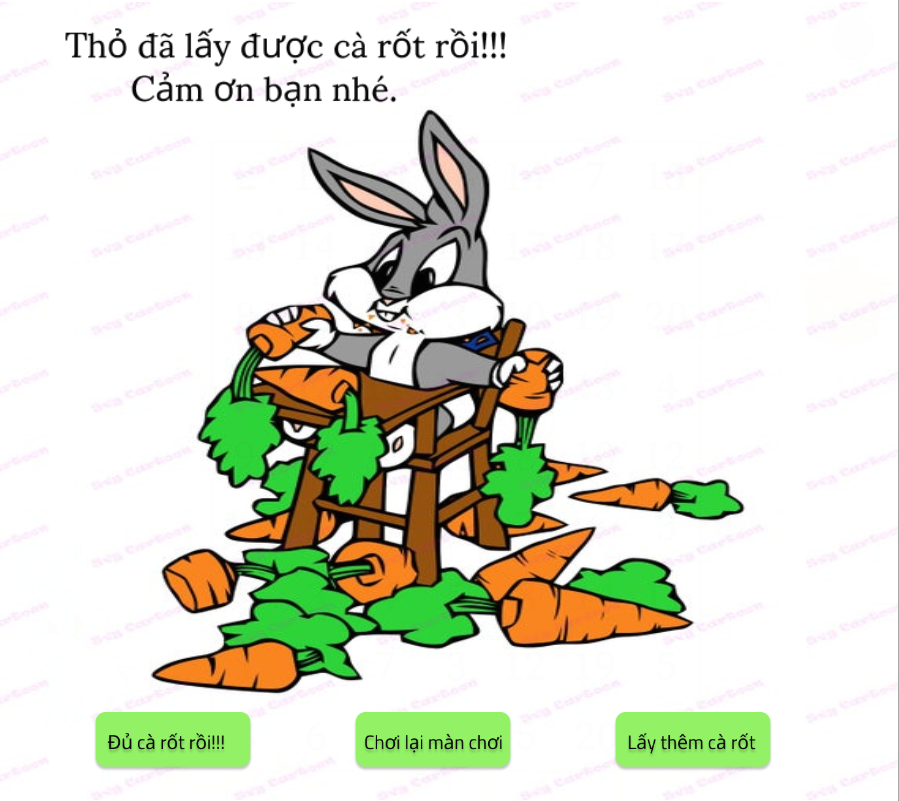 Thỏ đã lấy được cà rốt rồi!!!
Cảm ơn bạn nhé.
Đủ cà rốt rồi!!!
Chơi lại màn chơi
Lấy thêm cà rốt